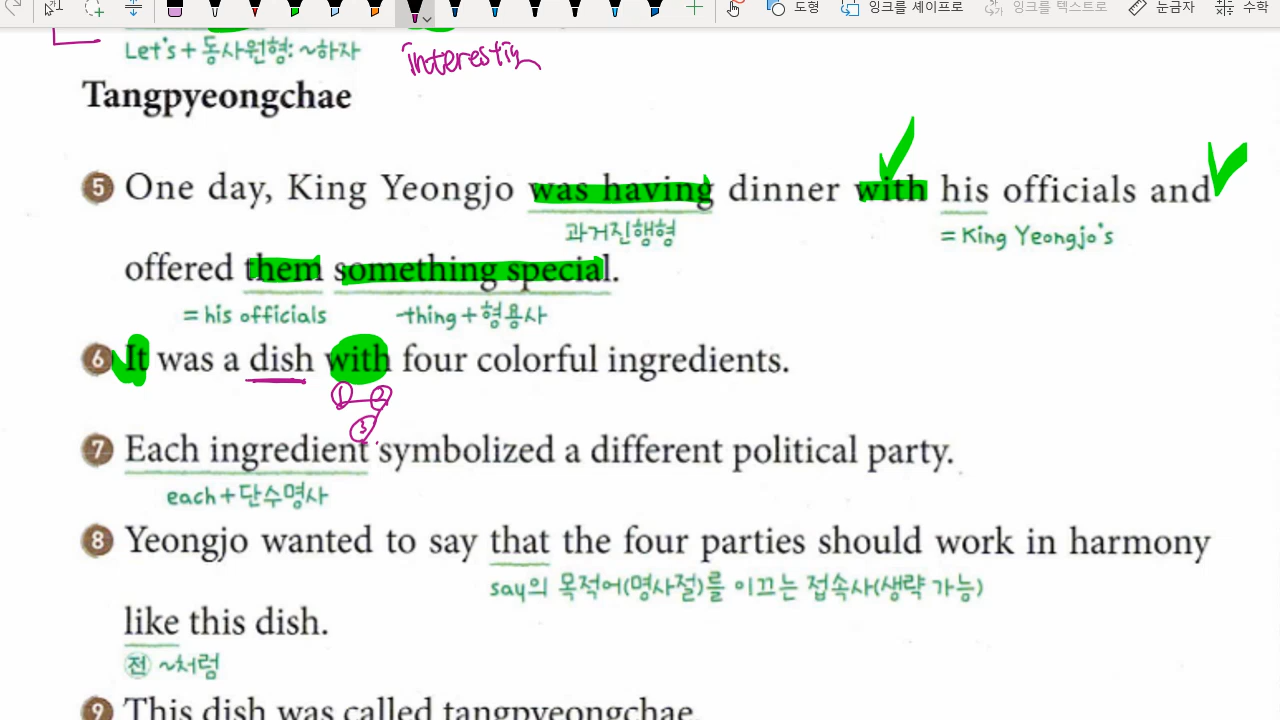 도형 잉크를 셰이프로 잉크를 텍스트로 눈금자 수학
Let's + 동사원형: ~하자
Tangpyeongchae
5 One day, King Yeongjo was having dinner with his officials and
과거진행형 = King Yeongjo's
offered them something special.
= his officials -thing + 형용사
6 It was a dish with four colorful ingredients.
① ②
③
7 Each ingredient symbolized a different political party.
each + 단수명사
8 Yeongjo wanted to say that the four parties should work in harmony
say의 목적어(명사절)를 이끄는 접속사(생략 가능)
like this dish.
전 ~처럼
9 This dish was called tangpyeongchae.